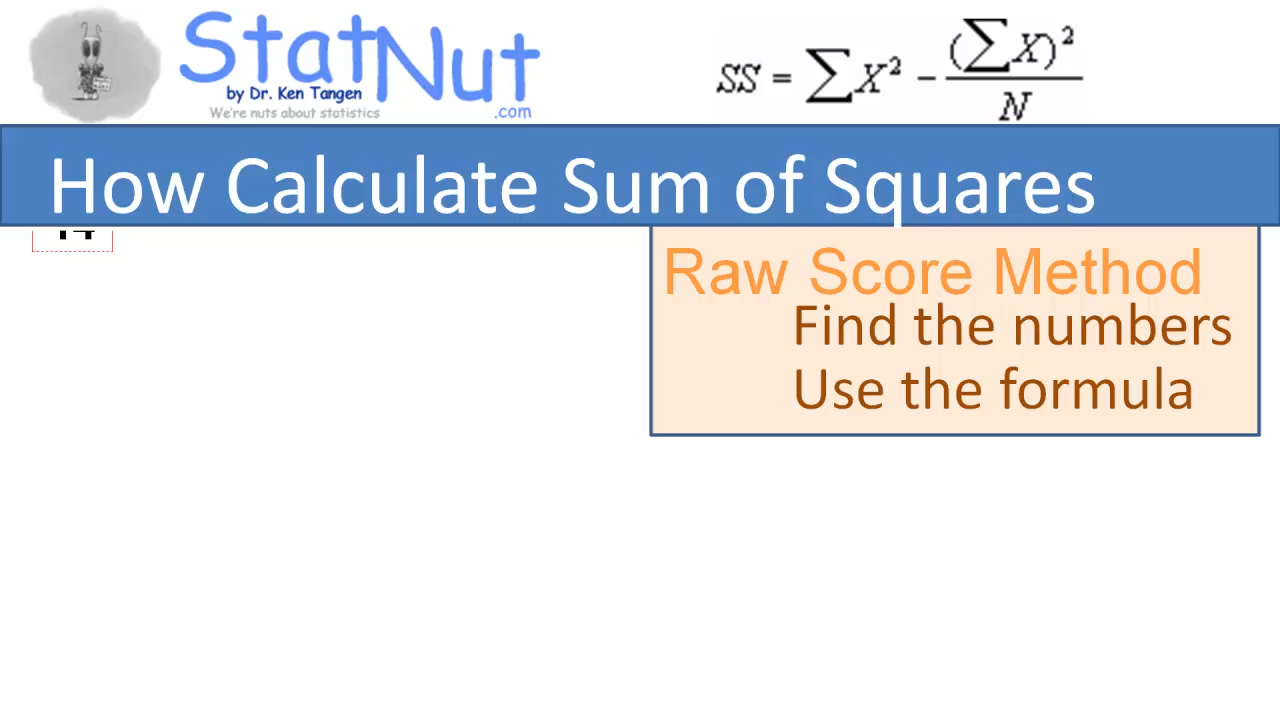 StatNut
by Dr. Ken Tangen
We're nuts about statistics
.com
SS = ∑X² − (∑X)² / N
How Calculate Sum of Squares
Raw Score Method
Find the numbers
Use the formula